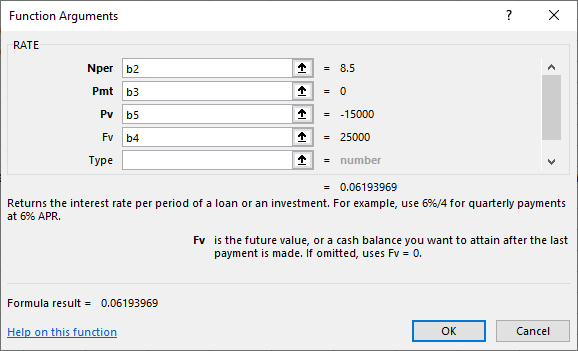 Function Arguments ? ×
RATE
Nper b2 = 8.5
Pmt b3 = 0
Pv b5 = -15000
Fv b4 = 25000
Type = number
= 0.06193969
Returns the interest rate per period of a loan or an investment. For example, use 6%/4 for quarterly payments
at 6% APR.
Fv is the future value, or a cash balance you want to attain after the last
payment is made. If omitted, uses Fv = 0.
Formula result = 0.06193969
Help on this function OK Cancel